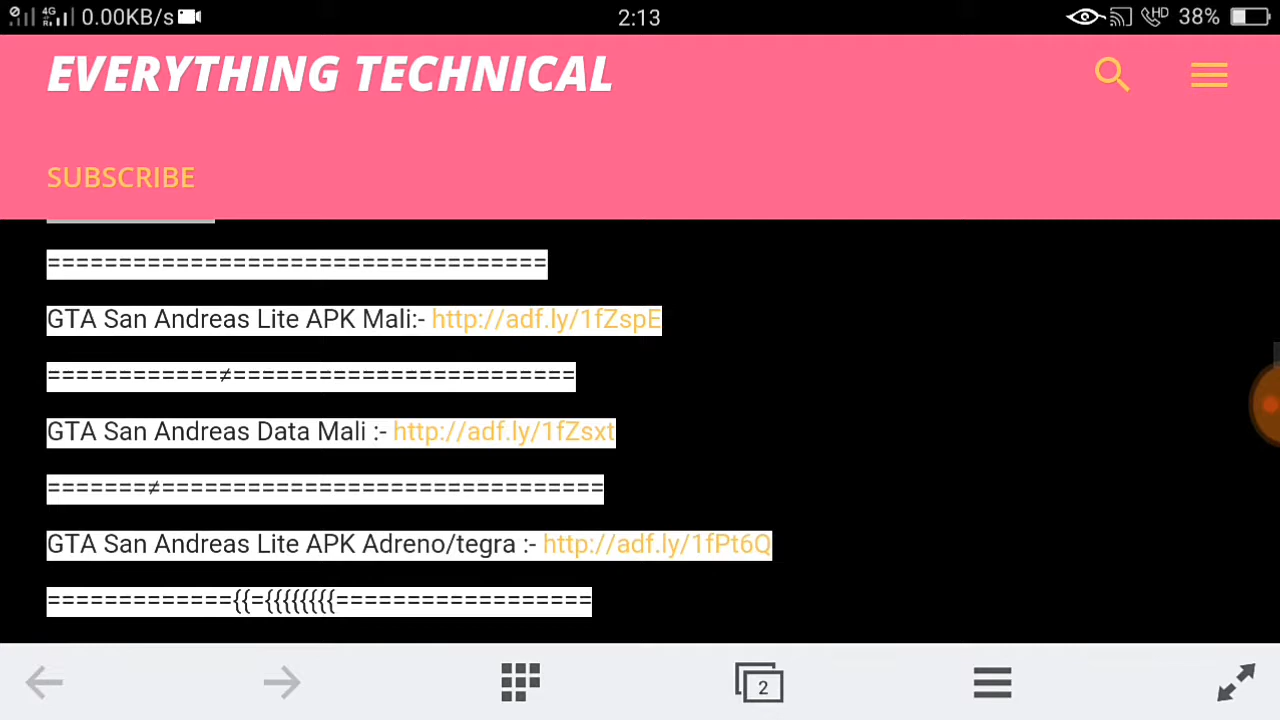 4G 0.00KB/s 2:13 HD 38%
EVERYTHING TECHNICAL
SUBSCRIBE
===================================
GTA San Andreas Lite APK Mali:- http://adf.ly/1fZspE
============≠========================
GTA San Andreas Data Mali :- http://adf.ly/1fZsxt
=======≠===============================
GTA San Andreas Lite APK Adreno/tegra :- http://adf.ly/1fPt6Q
============={{={{{{{{{{==================
2